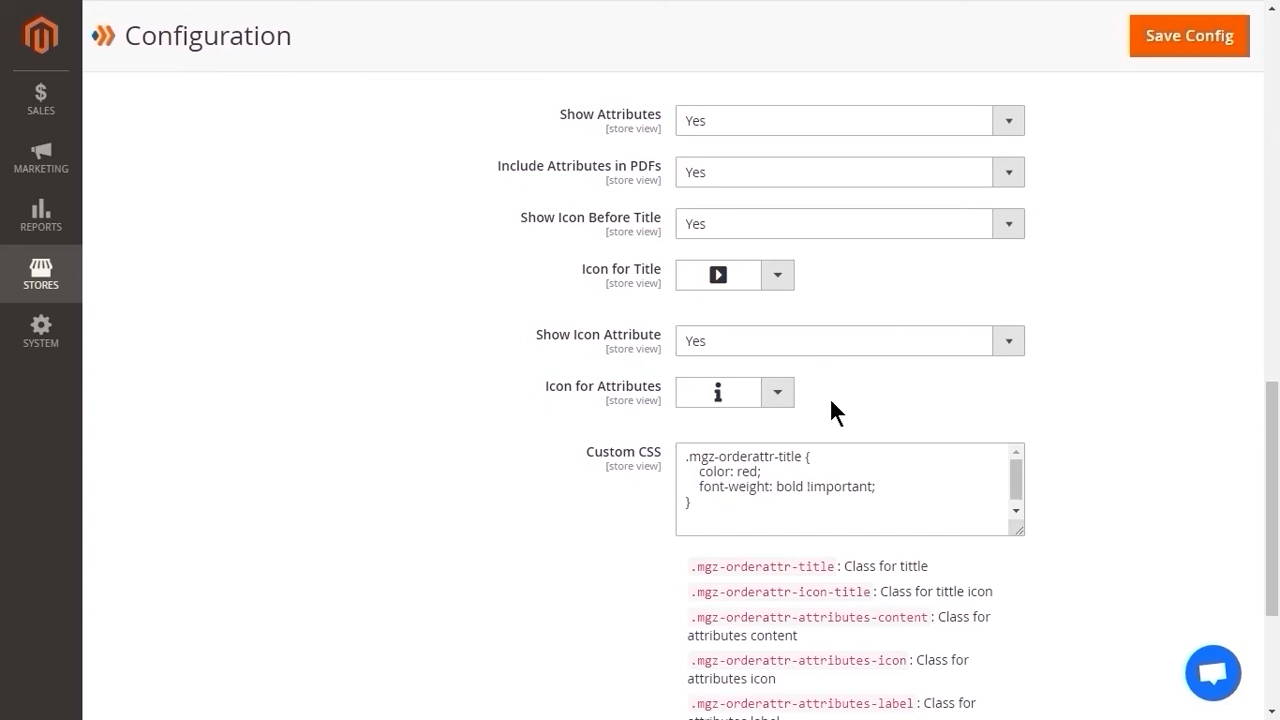 Configuration
Save Config
$
SALES
MARKETING
REPORTS
STORES
SYSTEM
Show Attributes
[store view]
Yes
Include Attributes in PDFs
[store view]
Yes
Show Icon Before Title
[store view]
Yes
Icon for Title
[store view]
Show Icon Attribute
[store view]
Yes
Icon for Attributes
[store view]
i
Custom CSS
[store view]
.mgz-orderattr-title {
color: red;
font-weight: bold !important;
}
.mgz-orderattr-title : Class for tittle
.mgz-orderattr-icon-title : Class for tittle icon
.mgz-orderattr-attributes-content : Class for
attributes content
.mgz-orderattr-attributes-icon : Class for
attributes icon
.mgz-orderattr-attributes-label : Class for
attributes label